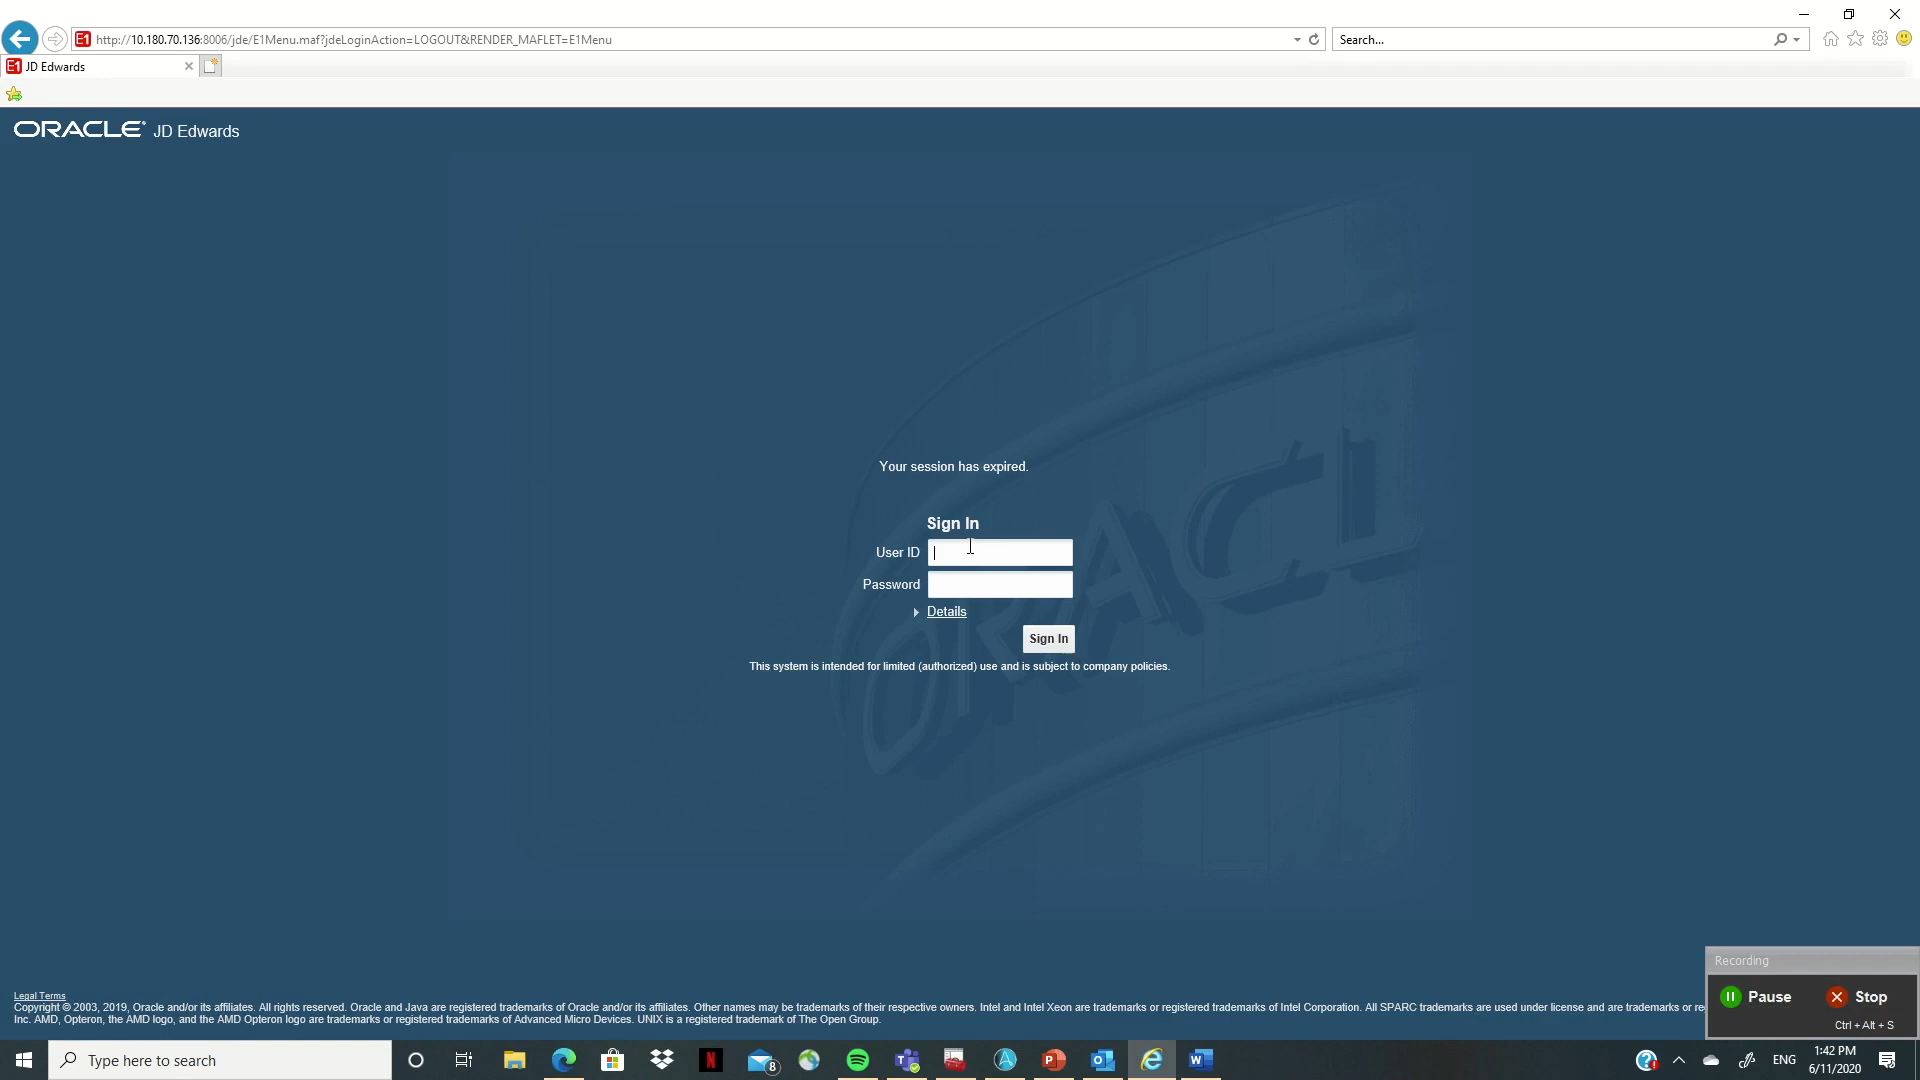 http://10.180.70.136:8006/jde/E1Menu.maf?jdeLoginAction=LOGOUT&RENDER_MAFLET=E1Menu
Search...
E1 JD Edwards
ORACLE JD Edwards
Your session has expired.
Sign In
User ID
Password
Details
Sign In
This system is intended for limited (authorized) use and is subject to company policies.
ORACL
Recording
Pause
Stop
Ctrl + Alt + S
Legal Terms
Copyright © 2003, 2019, Oracle and/or its affiliates. All rights reserved. Oracle and Java are registered trademarks of Oracle and/or its affiliates. Other names may be trademarks of their respective owners. Intel and Intel Xeon are trademarks or registered trademarks of Intel Corporation. All SPARC trademarks are used under license and are trademarks or re
Inc. AMD, Opteron, the AMD logo, and the AMD Opteron logo are trademarks or registered trademarks of Advanced Micro Devices. UNIX is a registered trademark of The Open Group.
Type here to search
8
ENG
1:42 PM
6/11/2020